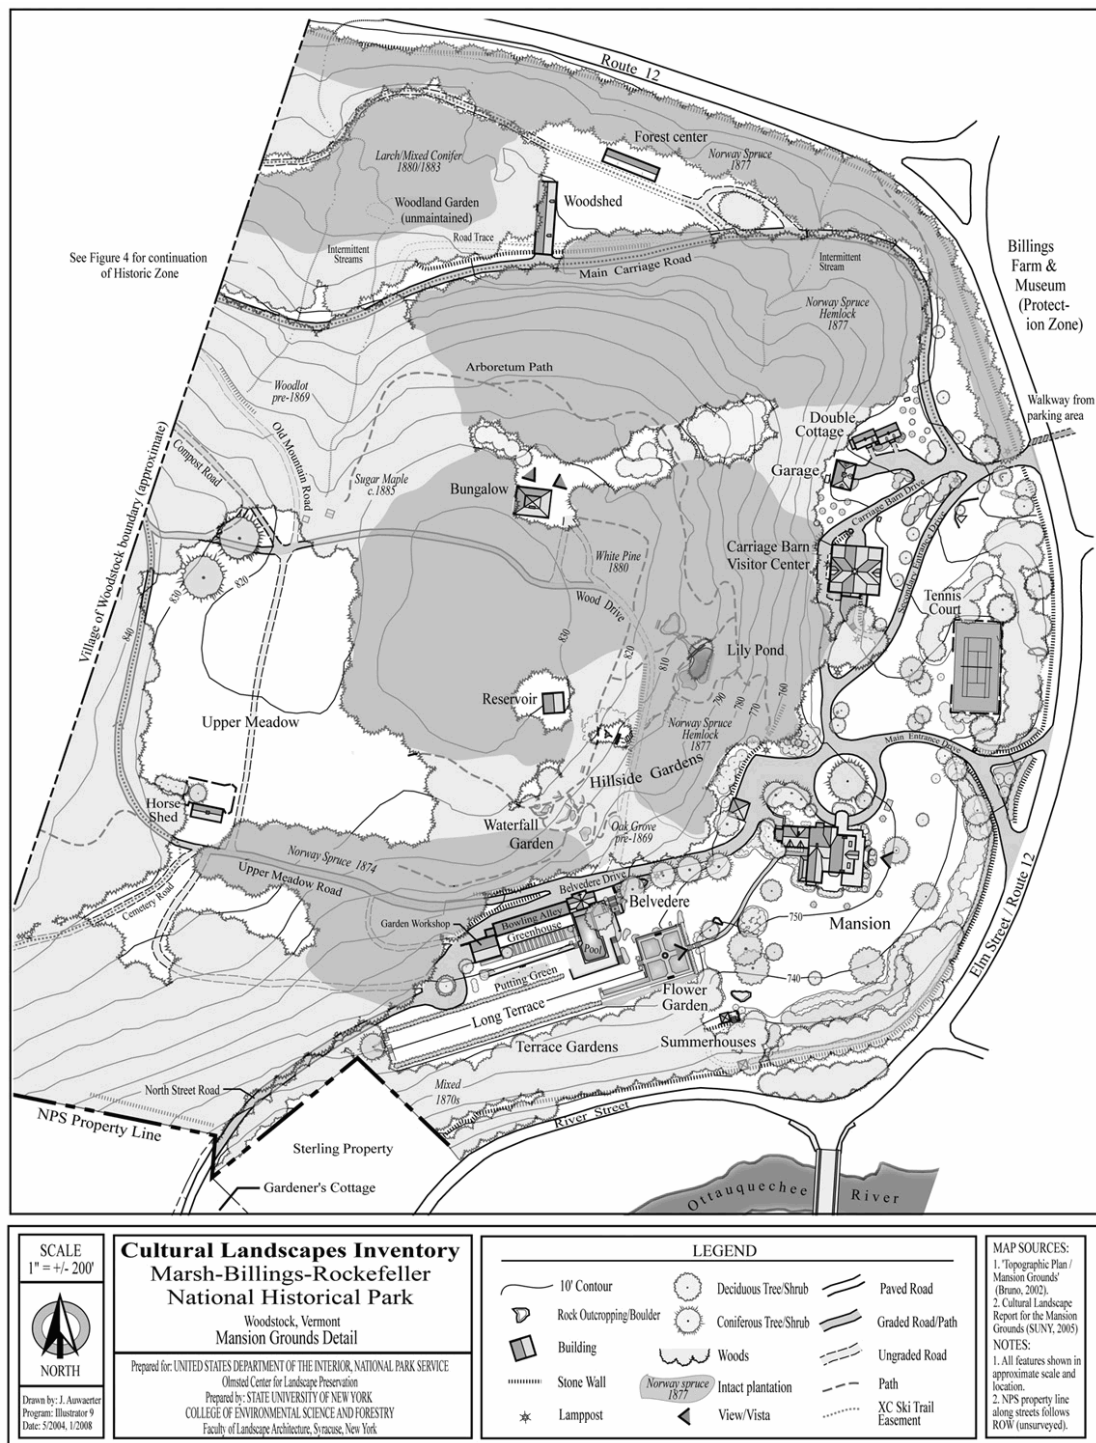 Route 12
Forest center
Norway Spruce
1877
Larch/Mixed Conifer
1880/1883
Woodshed
Woodland Garden
(unmaintained)
Road Trace
Intermittent
Streams
Main Carriage Road
Intermittent
Stream
See Figure 4 for continuation
of Historic Zone
Billings
Farm &
Museum
(Protect-
ion Zone)
Norway Spruce
Hemlock
1877
Arboretum Path
Woodlot
pre-1869
Walkway from
parking area
Double
Cottage
Old Mountain Road
Compost Road
Garage
Sugar Maple
c.1885
Bungalow
Carriage Barn Drive
Secondary Entrance Drive
Village of Woodstock boundary (approximate)
Carriage Barn
Visitor Center
White Pine
1880
820
830
840
Wood Drive
Tennis
Court
830
820
810
Lily Pond
790
780
770
760
Reservoir
Upper Meadow
Norway Spruce
Hemlock
1877
Main Entrance Drive
Hillside Gardens
Horse
Shed
Waterfall
Garden
Oak Grove
pre-1869
Norway Spruce 1874
Upper Meadow Road
Belvedere Drive
Cemetery Road
Belvedere
750
Mansion
Garden Workshop
Bowling Alley
Greenhouse
Pool
Putting Green
740
Elm Street / Route 12
Flower
Garden
Long Terrace
Summerhouses
Terrace Gardens
North Street Road
Mixed
1870s
River Street
NPS Property Line
Sterling Property
Gardener's Cottage
Ottauquechee River
SCALE
1" = +/- 200'
NORTH
Drawn by: J. Auwaerter
Program: Illustrator 9
Date: 5/2004, 1/2008
Cultural Landscapes Inventory
Marsh-Billings-Rockefeller
National Historical Park
Woodstock, Vermont
Mansion Grounds Detail
Prepared for: UNITED STATES DEPARTMENT OF THE INTERIOR, NATIONAL PARK SERVICE
Olmsted Center for Landscape Preservation
Prepared by: STATE UNIVERSITY OF NEW YORK
COLLEGE OF ENVIRONMENTAL SCIENCE AND FORESTRY
Faculty of Landscape Architecture, Syracuse, New York
LEGEND
10' Contour
Rock Outcropping/Boulder
Building
Stone Wall
Lamppost
Deciduous Tree/Shrub
Coniferous Tree/Shrub
Woods
Norway spruce
1877
Intact plantation
View/Vista
Paved Road
Graded Road/Path
Ungraded Road
Path
XC Ski Trail
Easement
MAP SOURCES:
1. 'Topographic Plan /
Mansion Grounds'
(Bruno, 2002).
2. Cultural Landscape
Report for the Mansion
Grounds (SUNY, 2005)
NOTES:
1. All features shown in
approximate scale and
location.
2. NPS property line
along streets follows
ROW (unsurveyed).